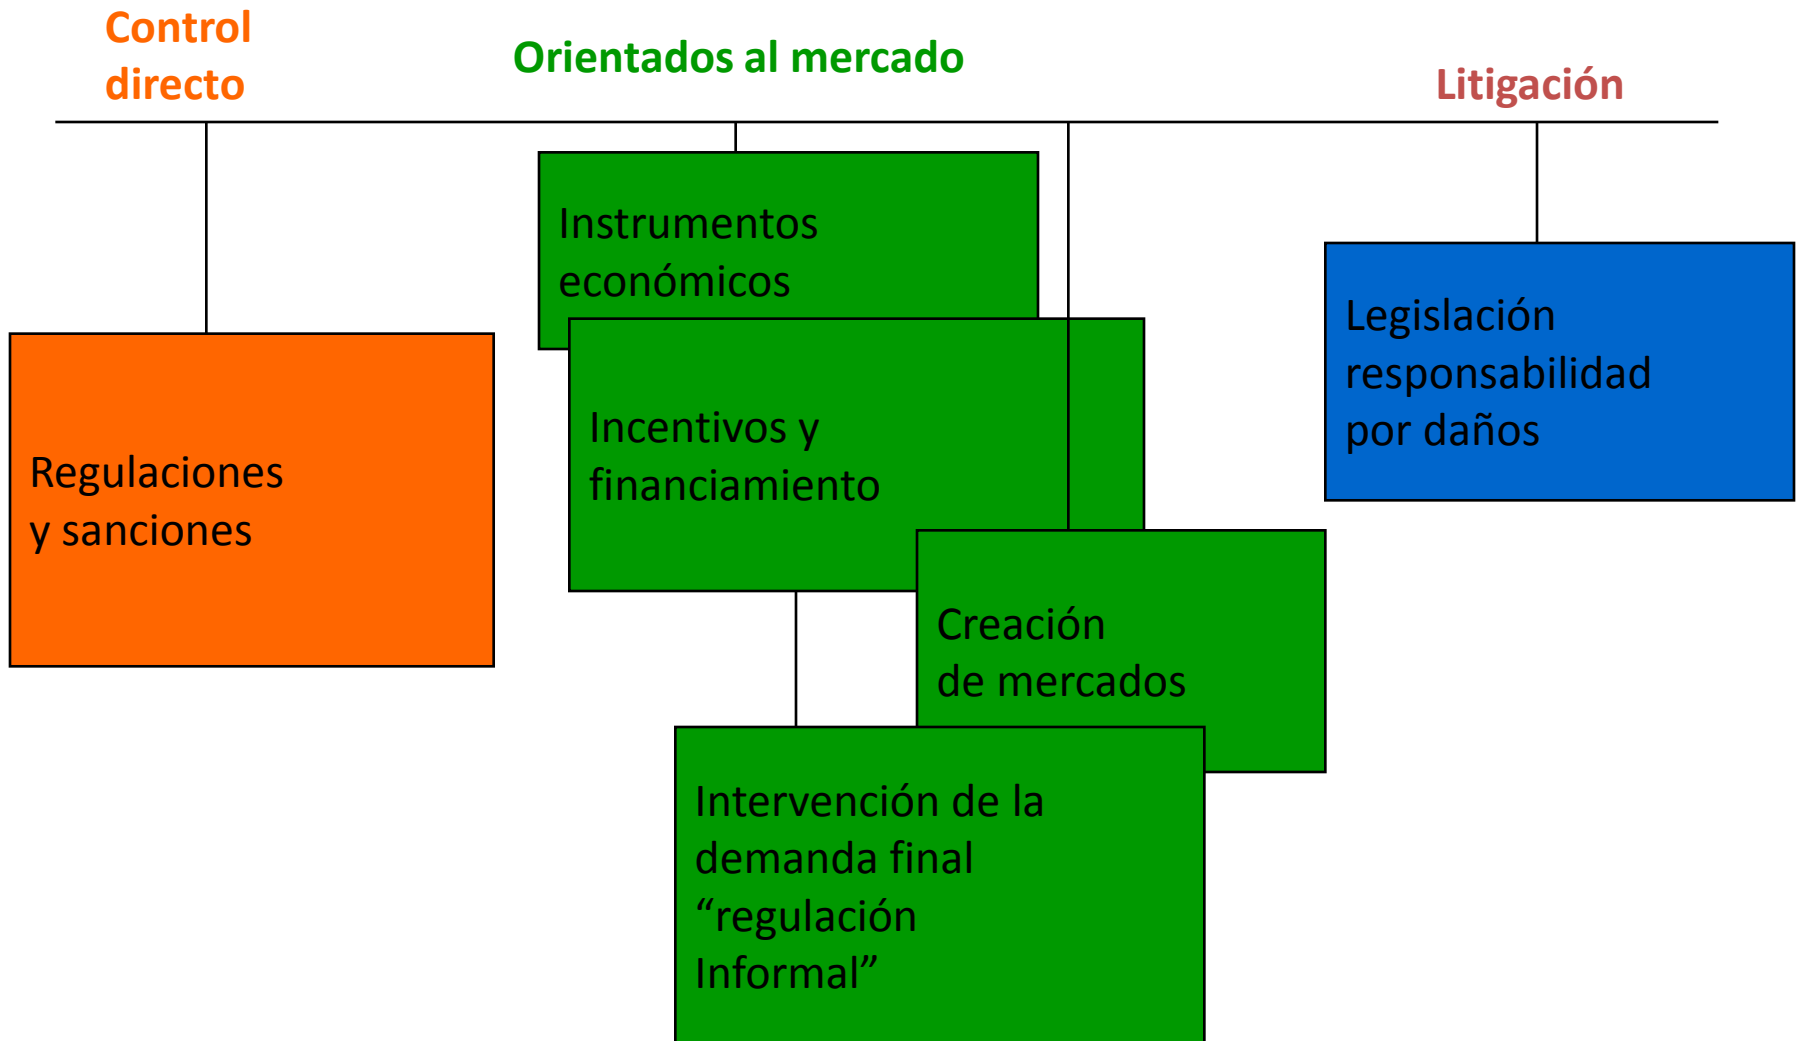 Control
directo
Orientados al mercado
Litigación
Instrumentos
económicos
Incentivos y
financiamiento
Regulaciones
y sanciones
Legislación
responsabilidad
por daños
Creación
de mercados
Intervención de la
demanda final
“regulación
Informal”